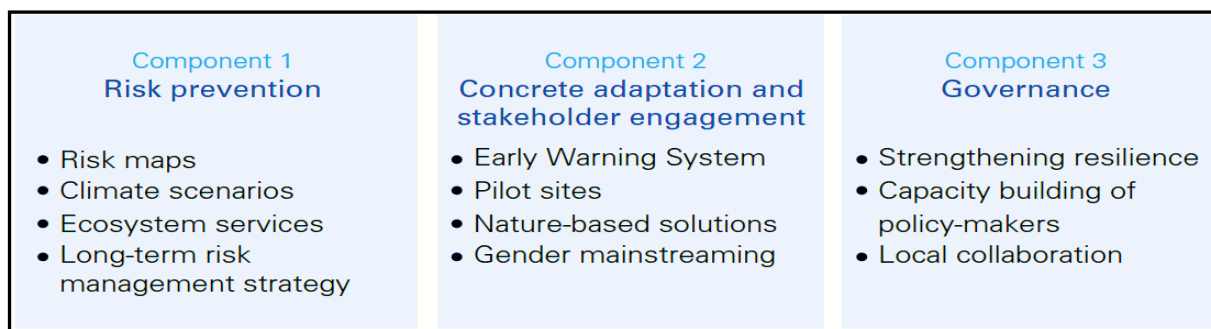 Component 1
Risk prevention
• Risk maps
• Climate scenarios
• Ecosystem services
• Long-term risk
management strategy
Component 2
Concrete adaptation and
stakeholder engagement
• Early Warning System
• Pilot sites
• Nature-based solutions
• Gender mainstreaming
Component 3
Governance
• Strengthening resilience
• Capacity building of
policy-makers
• Local collaboration